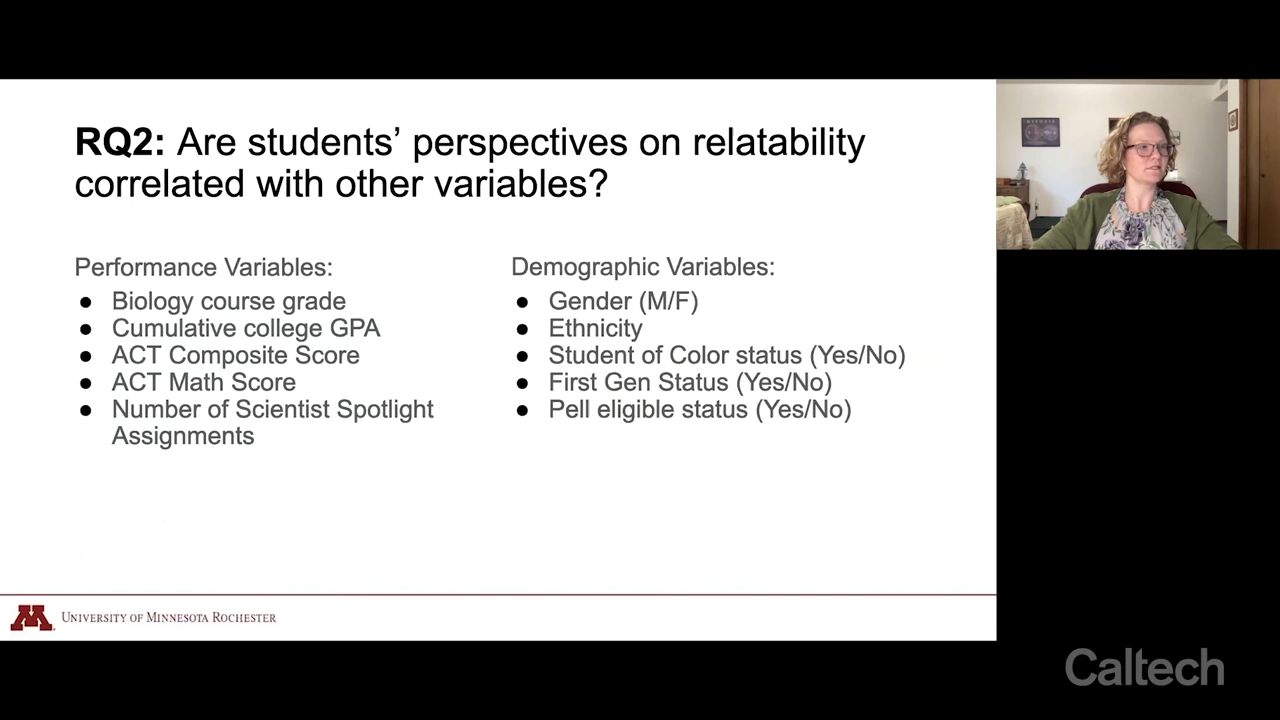 RQ2: Are students’ perspectives on relatability
correlated with other variables?
Performance Variables:
● Biology course grade
● Cumulative college GPA
● ACT Composite Score
● ACT Math Score
● Number of Scientist Spotlight
Assignments
Demographic Variables:
● Gender (M/F)
● Ethnicity
● Student of Color status (Yes/No)
● First Gen Status (Yes/No)
● Pell eligible status (Yes/No)
M University of Minnesota Rochester
Caltech